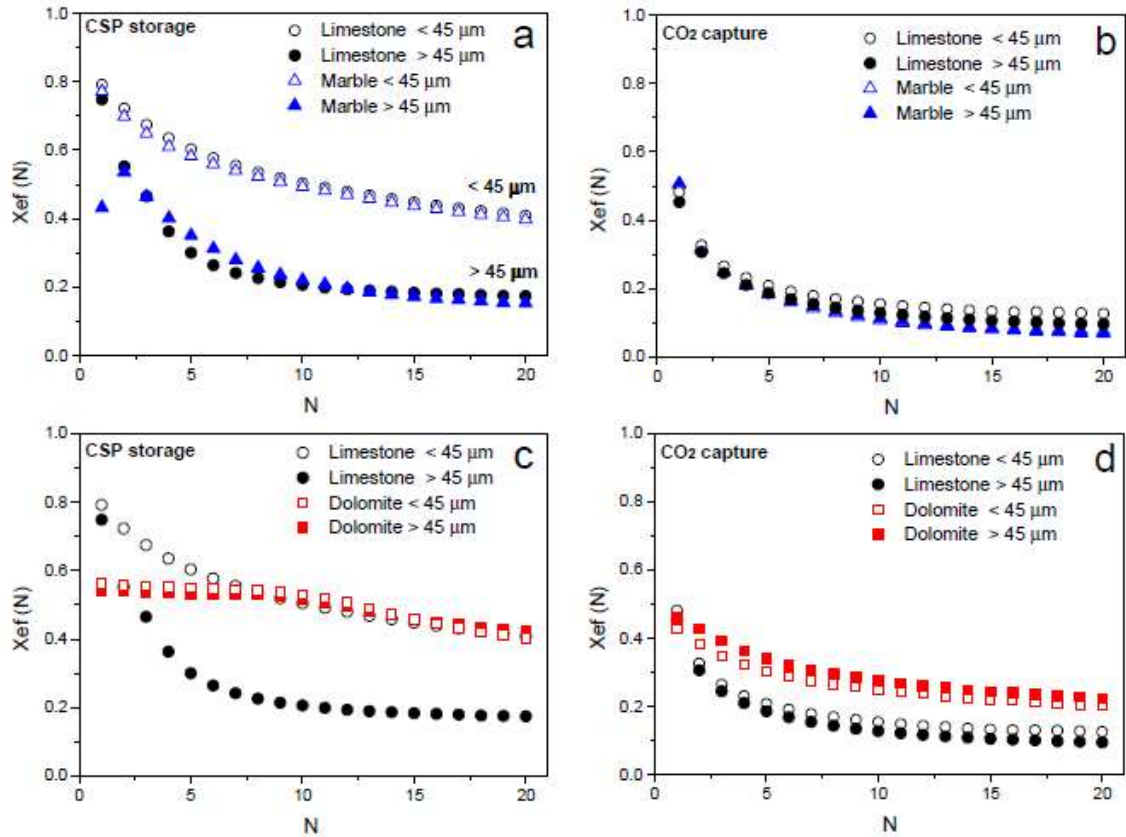 CSP storage
a
Limestone < 45 μm
Limestone > 45 μm
Marble < 45 μm
Marble > 45 μm
< 45 μm
> 45 μm
Xef (N)
1.0
0.8
0.6
0.4
0.2
0.0
0
5
10
15
20
N
CO2 capture
b
Limestone < 45 μm
Limestone > 45 μm
Marble < 45 μm
Marble > 45 μm
Xef (N)
1.0
0.8
0.6
0.4
0.2
0.0
0
5
10
15
20
N
CSP storage
c
Limestone < 45 μm
Limestone > 45 μm
Dolomite < 45 μm
Dolomite > 45 μm
Xef (N)
1.0
0.8
0.6
0.4
0.2
0.0
0
5
10
15
20
N
CO2 capture
d
Limestone < 45 μm
Limestone > 45 μm
Dolomite < 45 μm
Dolomite > 45 μm
Xef (N)
1.0
0.8
0.6
0.4
0.2
0.0
0
5
10
15
20
N